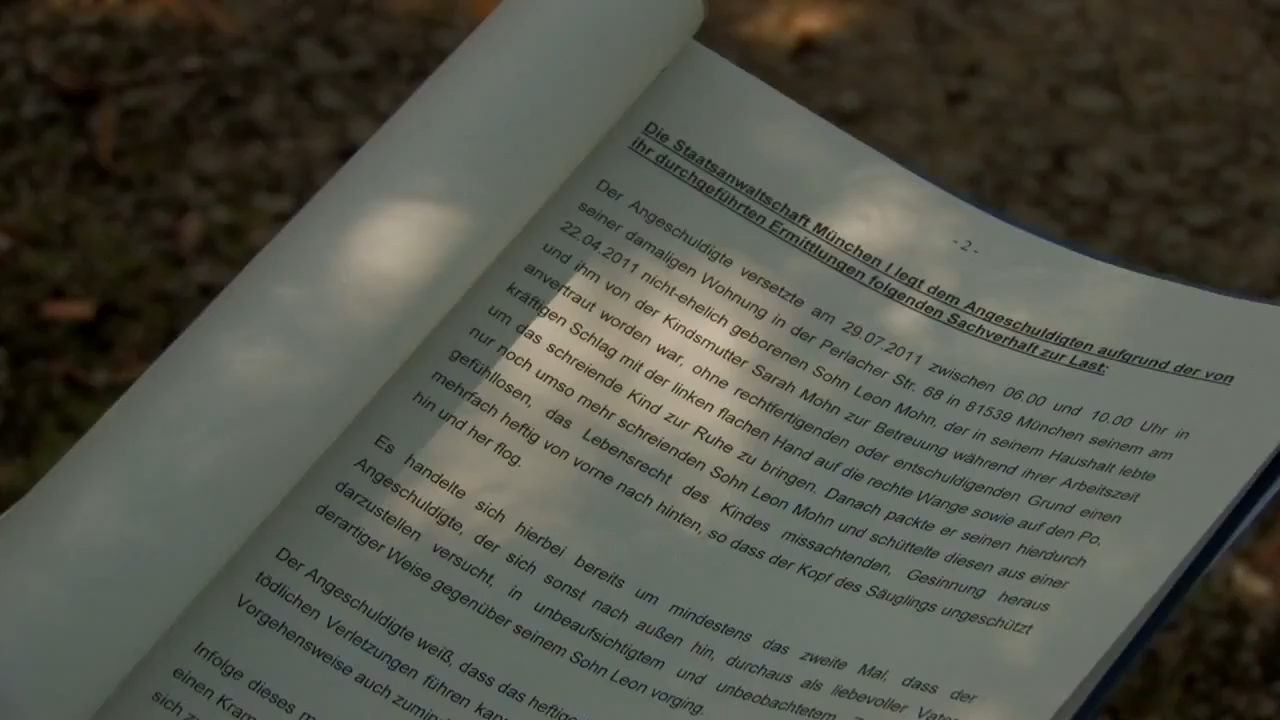 - 2 -
Die Staatsanwaltschaft München I legt dem Angeschuldigten aufgrund der von
ihr durchgeführten Ermittlungen folgenden Sachverhalt zur Last:
Der Angeschuldigte versetzte am 29.07.2011 zwischen 06.00 und 10.00 Uhr in
seiner damaligen Wohnung in der Perlacher Str. 68 in 81539 München seinem am
22.04.2011 nicht-ehelich geborenen Sohn Leon Mohn, der in seinem Haushalt lebte
und ihm von der Kindsmutter Sarah Mohn zur Betreuung während ihrer Arbeitszeit
anvertraut worden war, ohne rechtfertigenden oder entschuldigenden Grund einen
kräftigen Schlag mit der linken flachen Hand auf die rechte Wange sowie auf den Po,
um das schreiende Kind zur Ruhe zu bringen. Danach packte er seinen hierdurch
nur noch umso mehr schreienden Sohn Leon Mohn und schüttelte diesen aus einer
gefühllosen, das Lebensrecht des Kindes missachtenden, Gesinnung heraus
mehrfach heftig von vorne nach hinten, so dass der Kopf des Säuglings ungeschützt
hin und her flog.
Es handelte sich hierbei bereits um mindestens das zweite Mal, dass der
Angeschuldigte, der sich sonst nach außen hin, durchaus als liebevoller
darzustellen versucht, in unbeaufsichtigtem und unbeobachtetem
derartiger Weise gegenüber seinem Sohn Leon vorging.
Der Angeschuldigte weiß, dass das heftige
tödlichen Verletzungen führen kann
Vorgehensweise auch
Infolge dieses
einen
sich